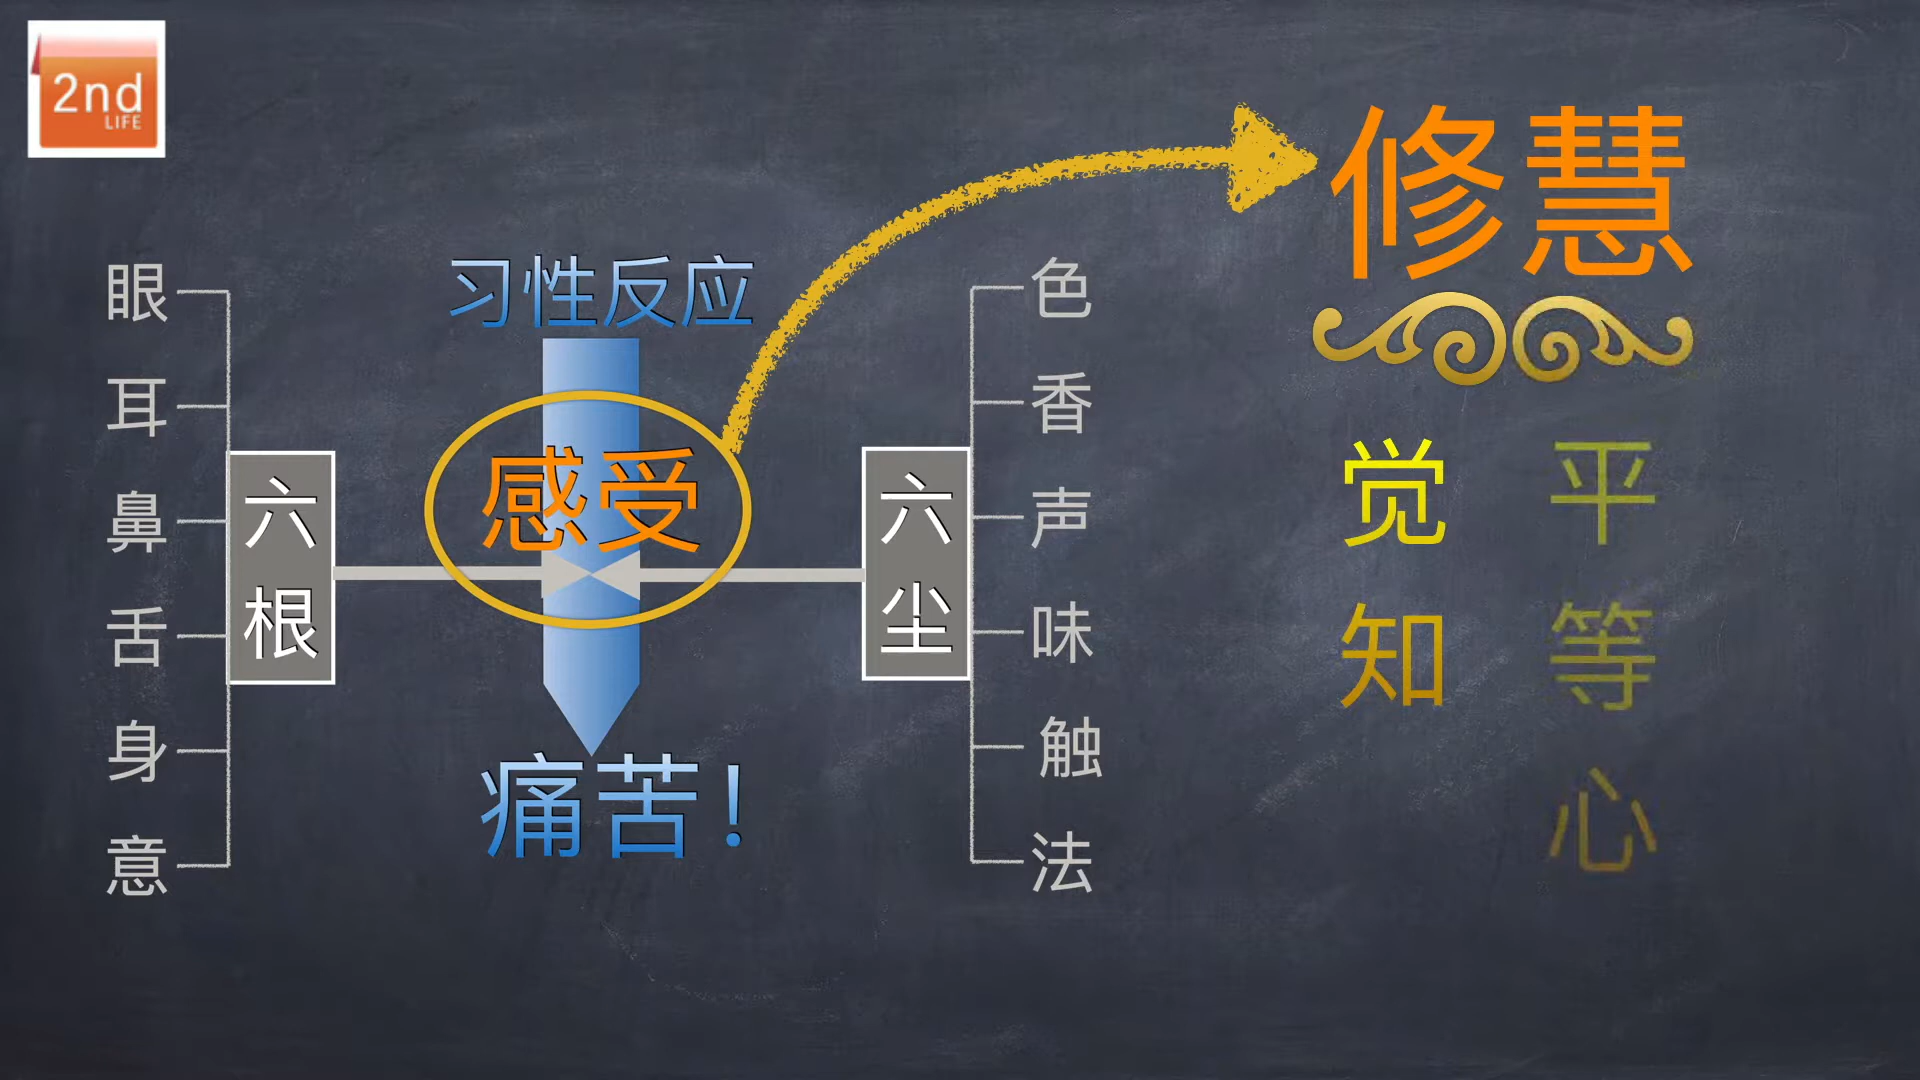 2nd
LIFE
眼
耳
鼻
舌
身
意
六根
习性反应
感受
痛苦！
六尘
色
香
声
味
触
法
修慧
觉知
平等心